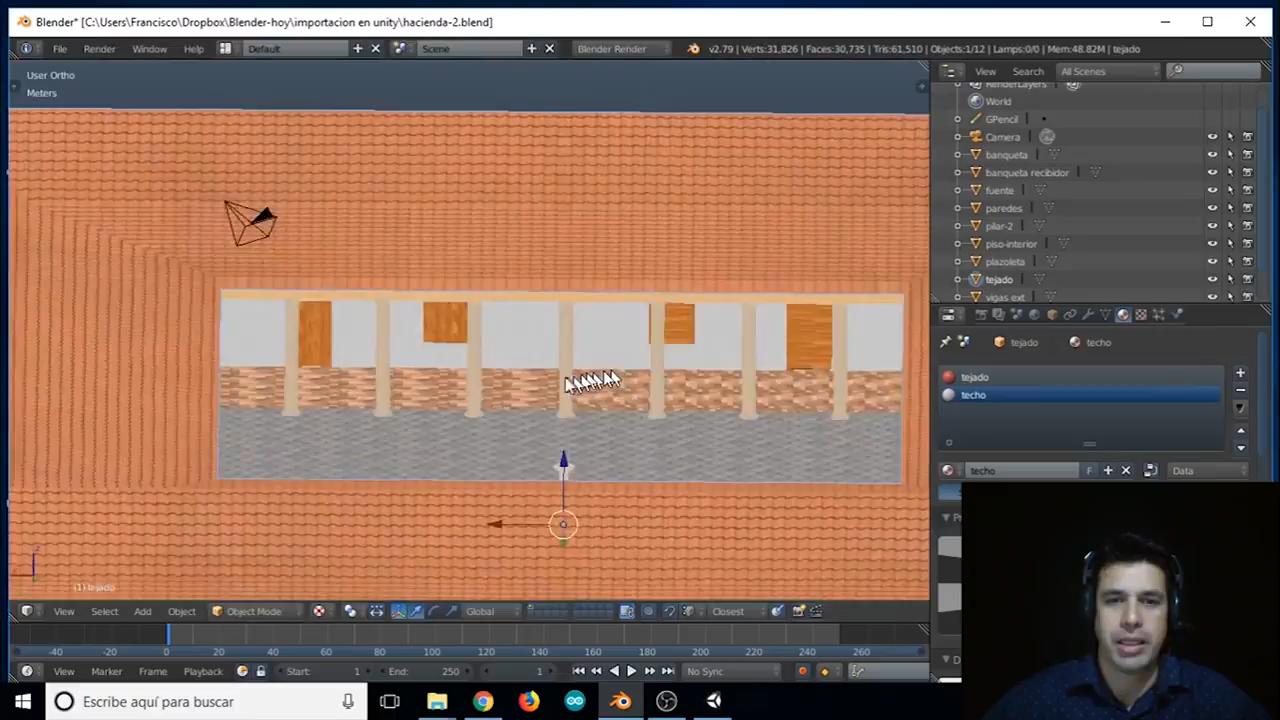 Blender* [C:\Users\Francisco\Dropbox\Blender-hoy\importacion en unity\hacienda-2.blend]
File Render Window Help Default Scene Blender Render v2.79 | Verts:31,826 | Faces:30,735 | Tris:61,510 | Objects:1/12 | Lamps:0/0 | Mem:48.82M | tejado
User Ortho
Meters
View Search All Scenes
RenderLayers
World
GPencil
Camera
banqueta
banqueta recibidor
fuente
paredes
pilar-2
piso-interior
plazoleta
tejado
vigas ext
tejado techo
tejado
techo
techo F Data
(1) tejado
View Select Add Object Object Mode Global Closest
-40 -20 0 20 40 60 80 100 120 140 160 180 200 220 240 260
View Marker Frame Playback Start: 1 End: 250 1 No Sync
Escribe aquí para buscar